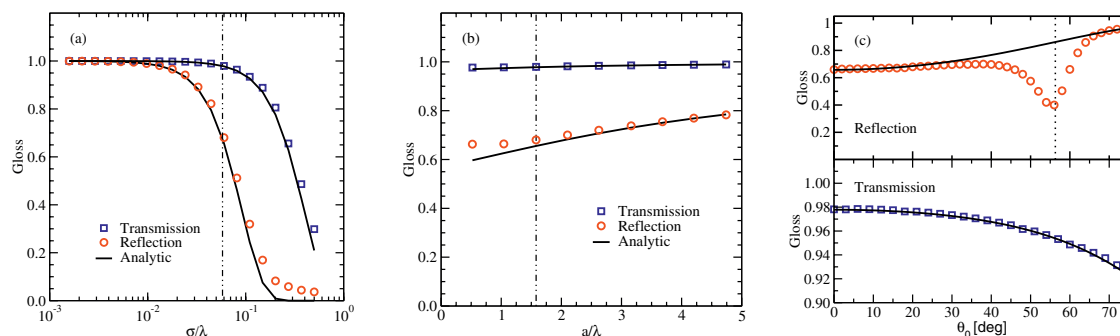 (a)
Gloss
1.0
0.8
0.6
0.4
0.2
0.0
Transmission
Reflection
Analytic
10^-3
10^-2
10^-1
10^0
σ/λ
(b)
Gloss
1.0
0.8
0.6
0.4
0.2
0.0
Transmission
Reflection
Analytic
0
1
2
3
4
5
a/λ
(c)
Gloss
1
0.8
0.6
0.4
0.2
Reflection
Transmission
Gloss
1.00
0.98
0.96
0.94
0.92
0.90
0
10
20
30
40
50
60
70
θ0 [deg]